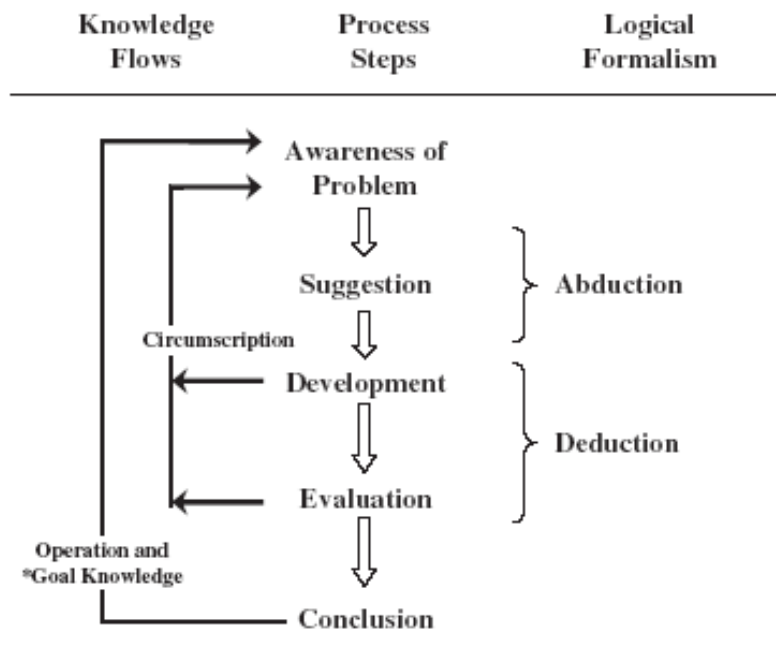 Knowledge
Flows
Process
Steps
Logical
Formalism
Awareness of
Problem
Suggestion
Abduction
Circumscription
Development
Deduction
Evaluation
Operation and
*Goal Knowledge
Conclusion